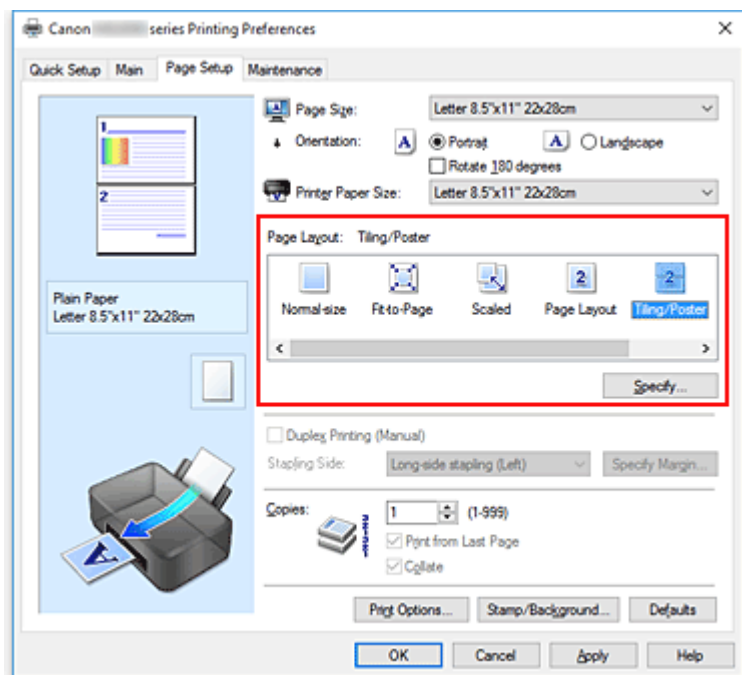 Canon series Printing Preferences
Quick Setup Main Page Setup Maintenance
1
2
Plain Paper
Letter 8.5"x11" 22x28cm
Page Size: Letter 8.5"x11" 22x28cm
Orientation: A Portrait A Landscape
Rotate 180 degrees
Printer Paper Size: Letter 8.5"x11" 22x28cm
Page Layout: Tiling/Poster
2 2
Normal-size Fit-to-Page Scaled Page Layout Tiling/Poster
Specify...
Duplex Printing (Manual)
Stapling Side: Long-side stapling (Left) Specify Margin...
Copies: 1 (1-999)
Print from Last Page
Collate
A
Print Options... Stamp/Background... Defaults
OK Cancel Apply Help